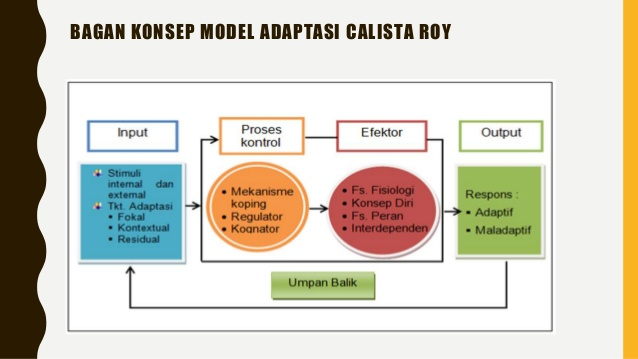 BAGAN KONSEP MODEL ADAPTASI CALISTA ROY
Input
Proses
kontrol
Efektor
Output
Stimuli
internal dan
external
Tkt. Adaptasi
• Fokal
• Kontextual
• Residual
• Mekanisme
koping
• Regulator
• Kognator
• Fs. Fisiologi
• Konsep Diri
• Fs. Peran
• Interdependen
Respons :
• Adaptif
• Maladaptif
Umpan Balik